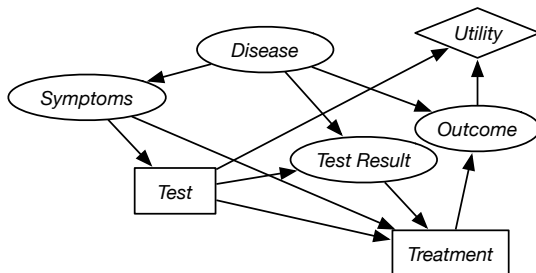 Utility
Disease
Symptoms
Outcome
Test Result
Test
Treatment